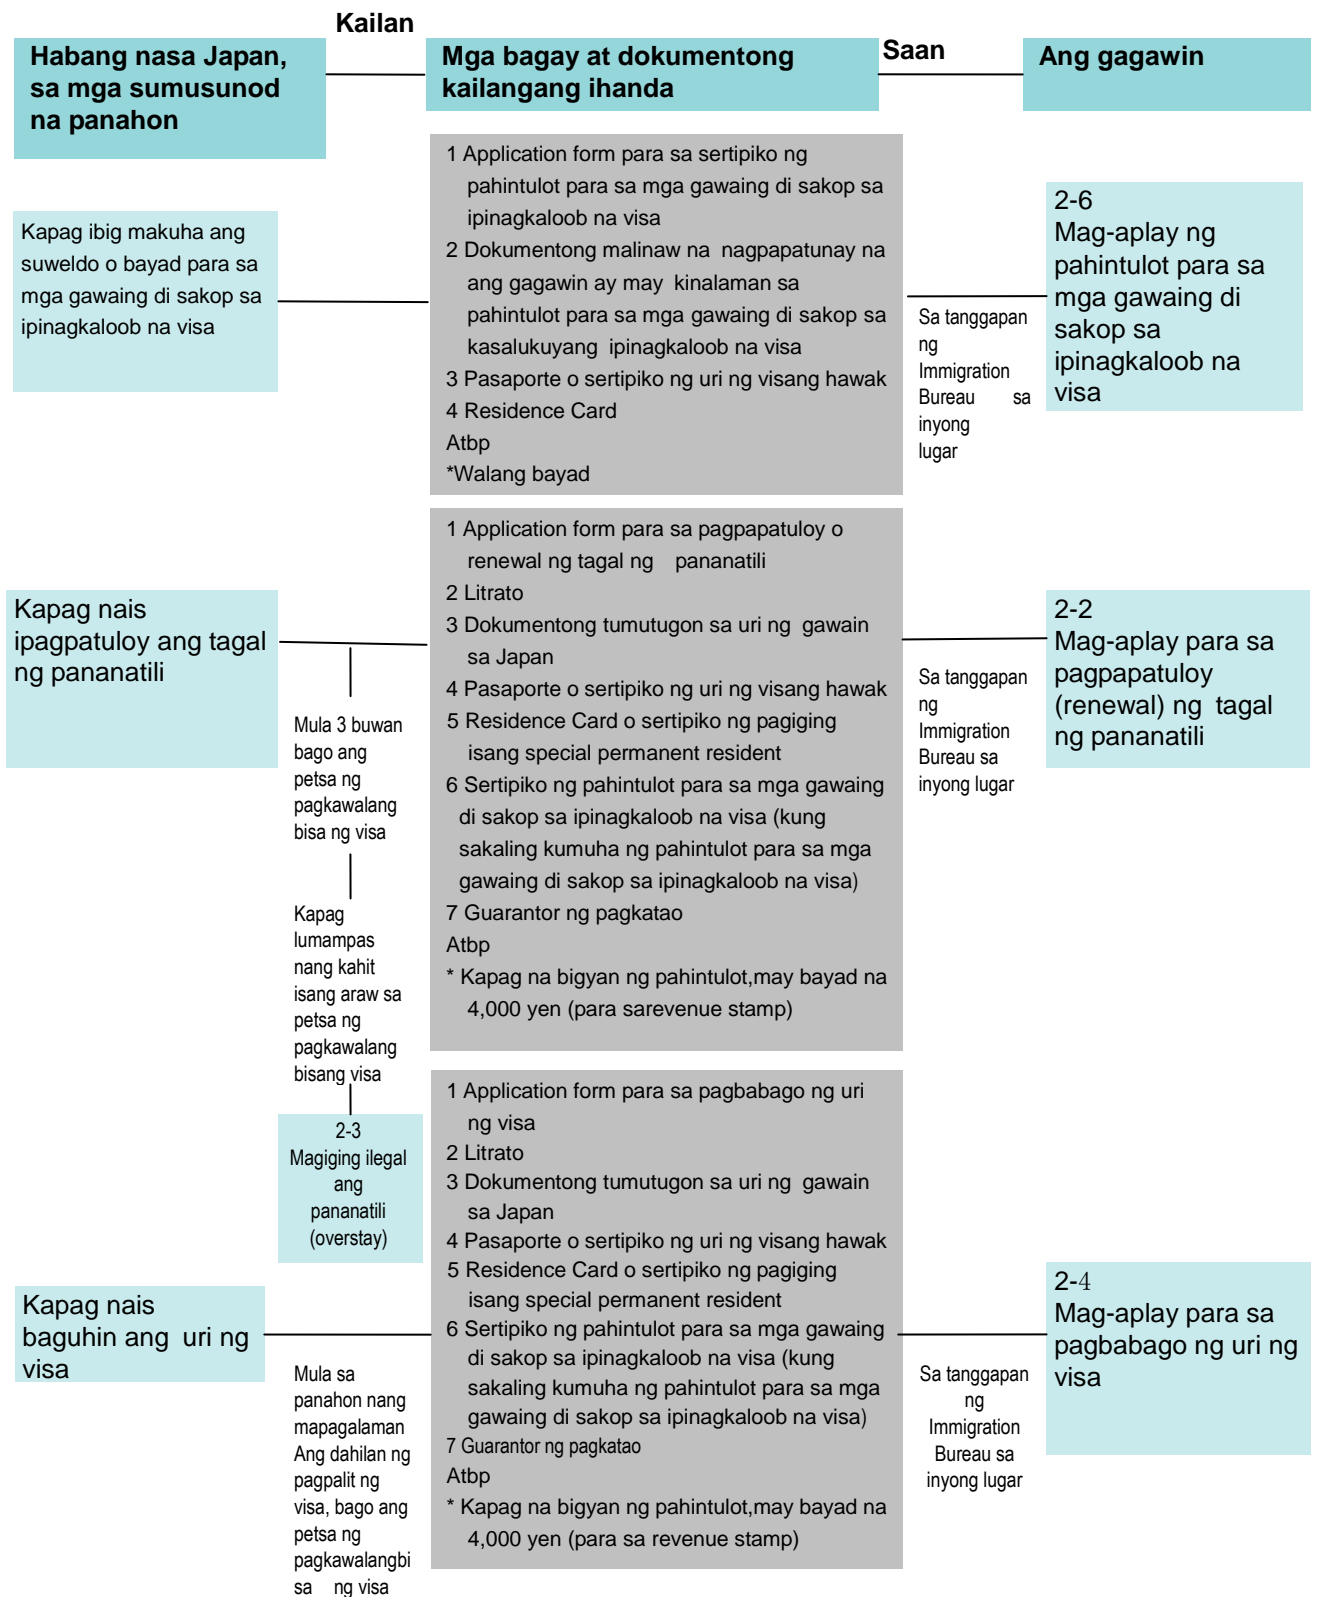 Kailan
Habang nasa Japan,
sa mga sumusunod
na panahon
Mga bagay at dokumentong
kailangang ihanda
Saan
Ang gagawin
Kapag ibig makuha ang
suweldo o bayad para sa
mga gawaing di sakop sa
ipinagkaloob na visa
1 Application form para sa sertipiko ng
pahintulot para sa mga gawaing di sakop sa
ipinagkaloob na visa
2 Dokumentong malinaw na nagpapatunay na
ang gagawin ay may kinalaman sa
pahintulot para sa mga gawaing di sakop sa
kasalukuyang ipinagkaloob na visa
3 Pasaporte o sertipiko ng uri ng visang hawak
4 Residence Card
Atbp
*Walang bayad
Sa tanggapan
ng
Immigration
Bureau sa
inyong
lugar
2-6
Mag-aplay ng
pahintulot para sa
mga gawaing di
sakop sa
ipinagkaloob na
visa
Kapag nais
ipagpatuloy ang tagal
ng pananatili
Mula 3 buwan
bago ang
petsa ng
pagkawalang
bisa ng visa
Kapag
lumampas
nang kahit
isang araw sa
petsa ng
pagkawalang
bisang visa
2-3
Magiging ilegal
ang
pananatili
(overstay)
1 Application form para sa pagpapatuloy o
renewal ng tagal ng pananatili
2 Litrato
3 Dokumentong tumutugon sa uri ng gawain
sa Japan
4 Pasaporte o sertipiko ng uri ng visang hawak
5 Residence Card o sertipiko ng pagiging
isang special permanent resident
6 Sertipiko ng pahintulot para sa mga gawaing
di sakop sa ipinagkaloob na visa (kung
sakaling kumuha ng pahintulot para sa mga
gawaing di sakop sa ipinagkaloob na visa)
7 Guarantor ng pagkatao
Atbp
* Kapag na bigyan ng pahintulot,may bayad na
4,000 yen (para sarevenue stamp)
Sa tanggapan
ng
Immigration
Bureau sa
inyong lugar
2-2
Mag-aplay para sa
pagpapatuloy
(renewal) ng tagal
ng pananatili
Kapag nais
baguhin ang uri ng
visa
Mula sa
panahon nang
mapagalaman
Ang dahilan ng
pagpalit ng
visa, bago ang
petsa ng
pagkawalangbi
sa ng visa
1 Application form para sa pagbabago ng uri
ng visa
2 Litrato
3 Dokumentong tumutugon sa uri ng gawain
sa Japan
4 Pasaporte o sertipiko ng uri ng visang hawak
5 Residence Card o sertipiko ng pagiging
isang special permanent resident
6 Sertipiko ng pahintulot para sa mga gawaing
di sakop sa ipinagkaloob na visa (kung
sakaling kumuha ng pahintulot para sa mga
gawaing di sakop sa ipinagkaloob na visa)
7 Guarantor ng pagkatao
Atbp
* Kapag na bigyan ng pahintulot,may bayad na
4,000 yen (para sa revenue stamp)
Sa tanggapan
ng
Immigration
Bureau sa
inyong lugar
2-4
Mag-aplay para sa
pagbabago ng uri ng
visa